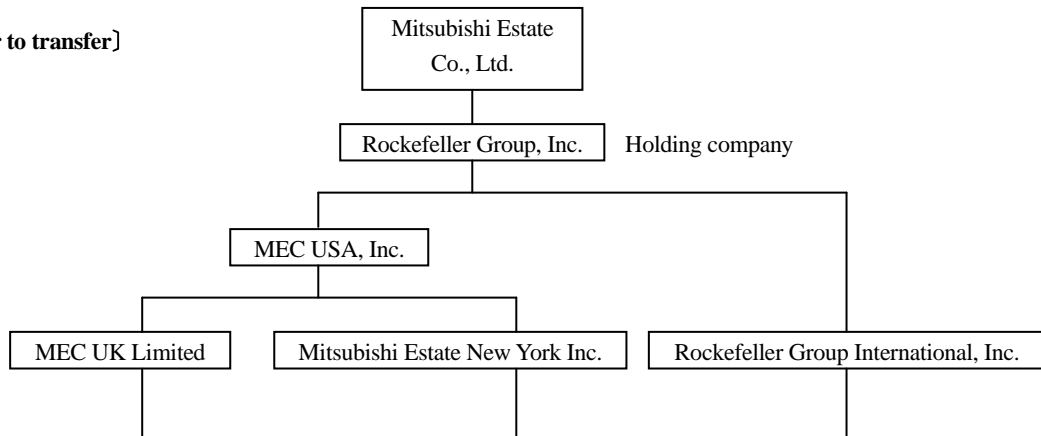 to transfer〕
Mitsubishi Estate
Co., Ltd.
Rockefeller Group, Inc.
Holding company
MEC USA, Inc.
MEC UK Limited
Mitsubishi Estate New York Inc.
Rockefeller Group International, Inc.